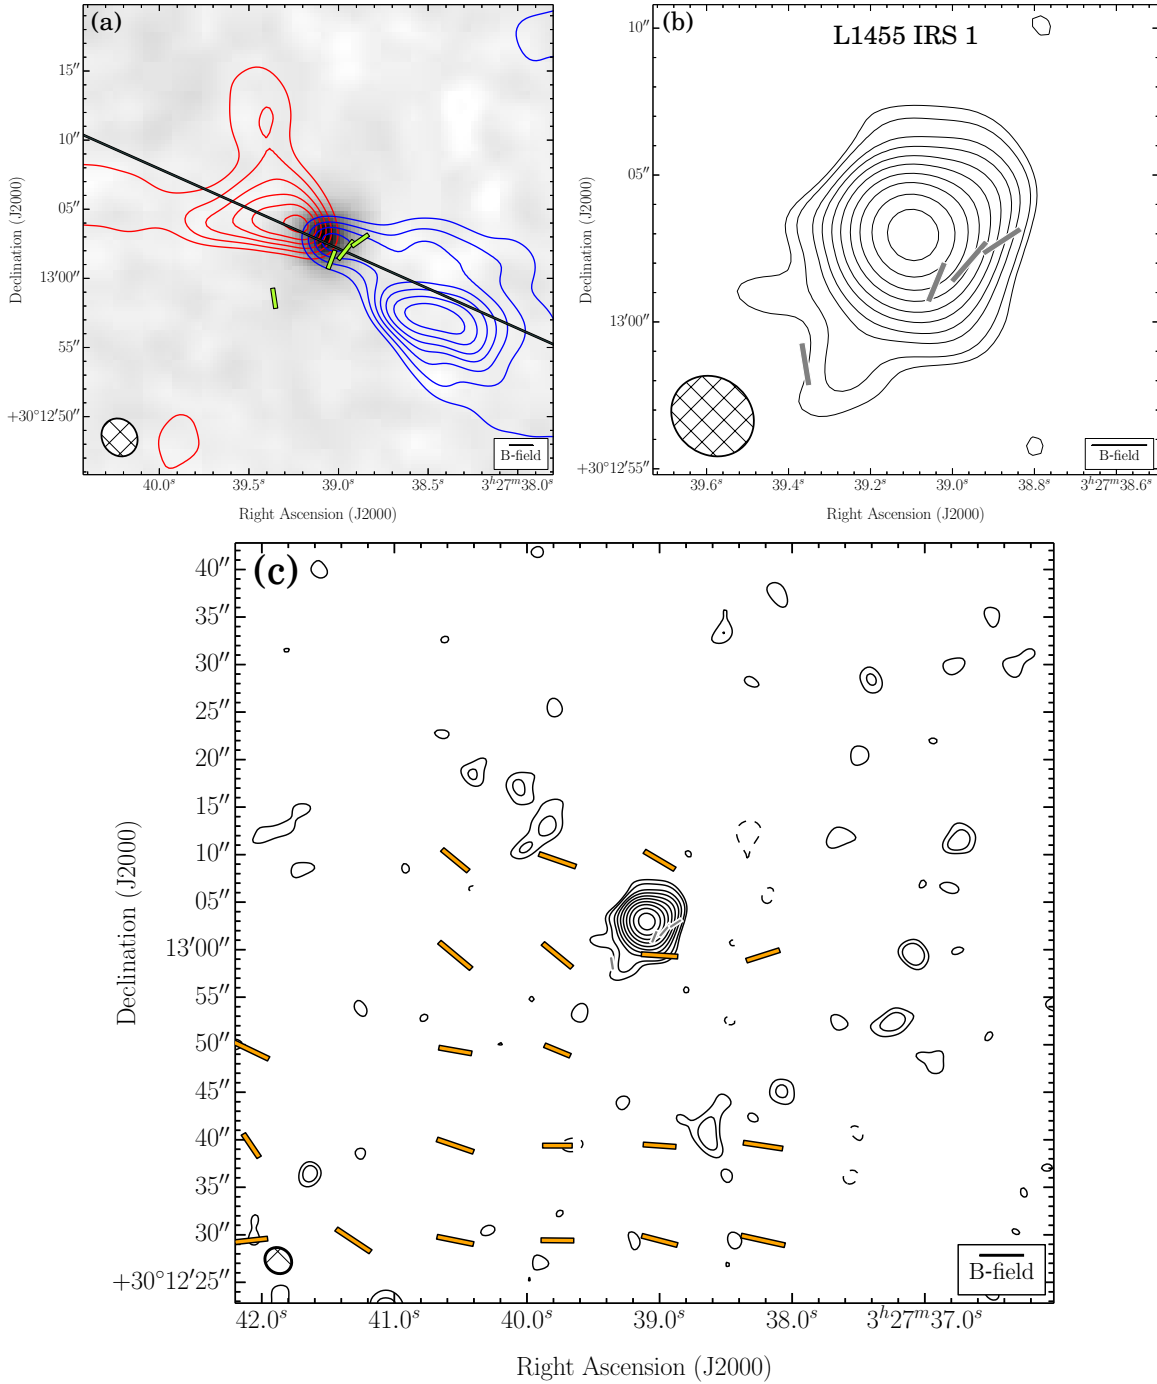 (a)
15″
10″
05″
13′00″
55″
+30°12′50″
Declination (J2000)
40.0ˢ 39.5ˢ 39.0ˢ 38.5ˢ 3ʰ27ᵐ38.0ˢ
Right Ascension (J2000)
B-field
(b)
L1455 IRS 1
10″
05″
13′00″
+30°12′55″
Declination (J2000)
39.6ˢ 39.4ˢ 39.2ˢ 39.0ˢ 38.8ˢ 3ʰ27ᵐ38.6ˢ
Right Ascension (J2000)
B-field
(c)
40″
35″
30″
25″
20″
15″
10″
05″
13′00″
55″
50″
45″
40″
35″
30″
+30°12′25″
Declination (J2000)
42.0ˢ 41.0ˢ 40.0ˢ 39.0ˢ 38.0ˢ 3ʰ27ᵐ37.0ˢ
Right Ascension (J2000)
B-field